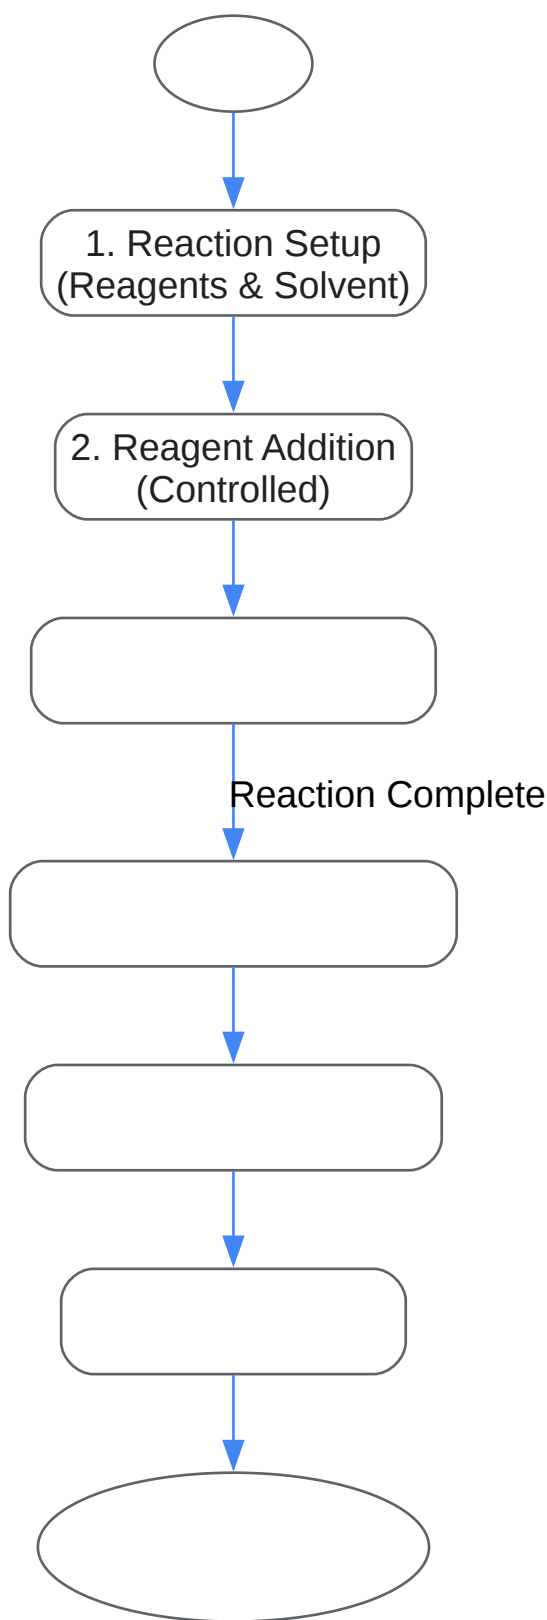 1. Reaction Setup
(Reagents & Solvent)
2. Reagent Addition
(Controlled)
Reaction Complete